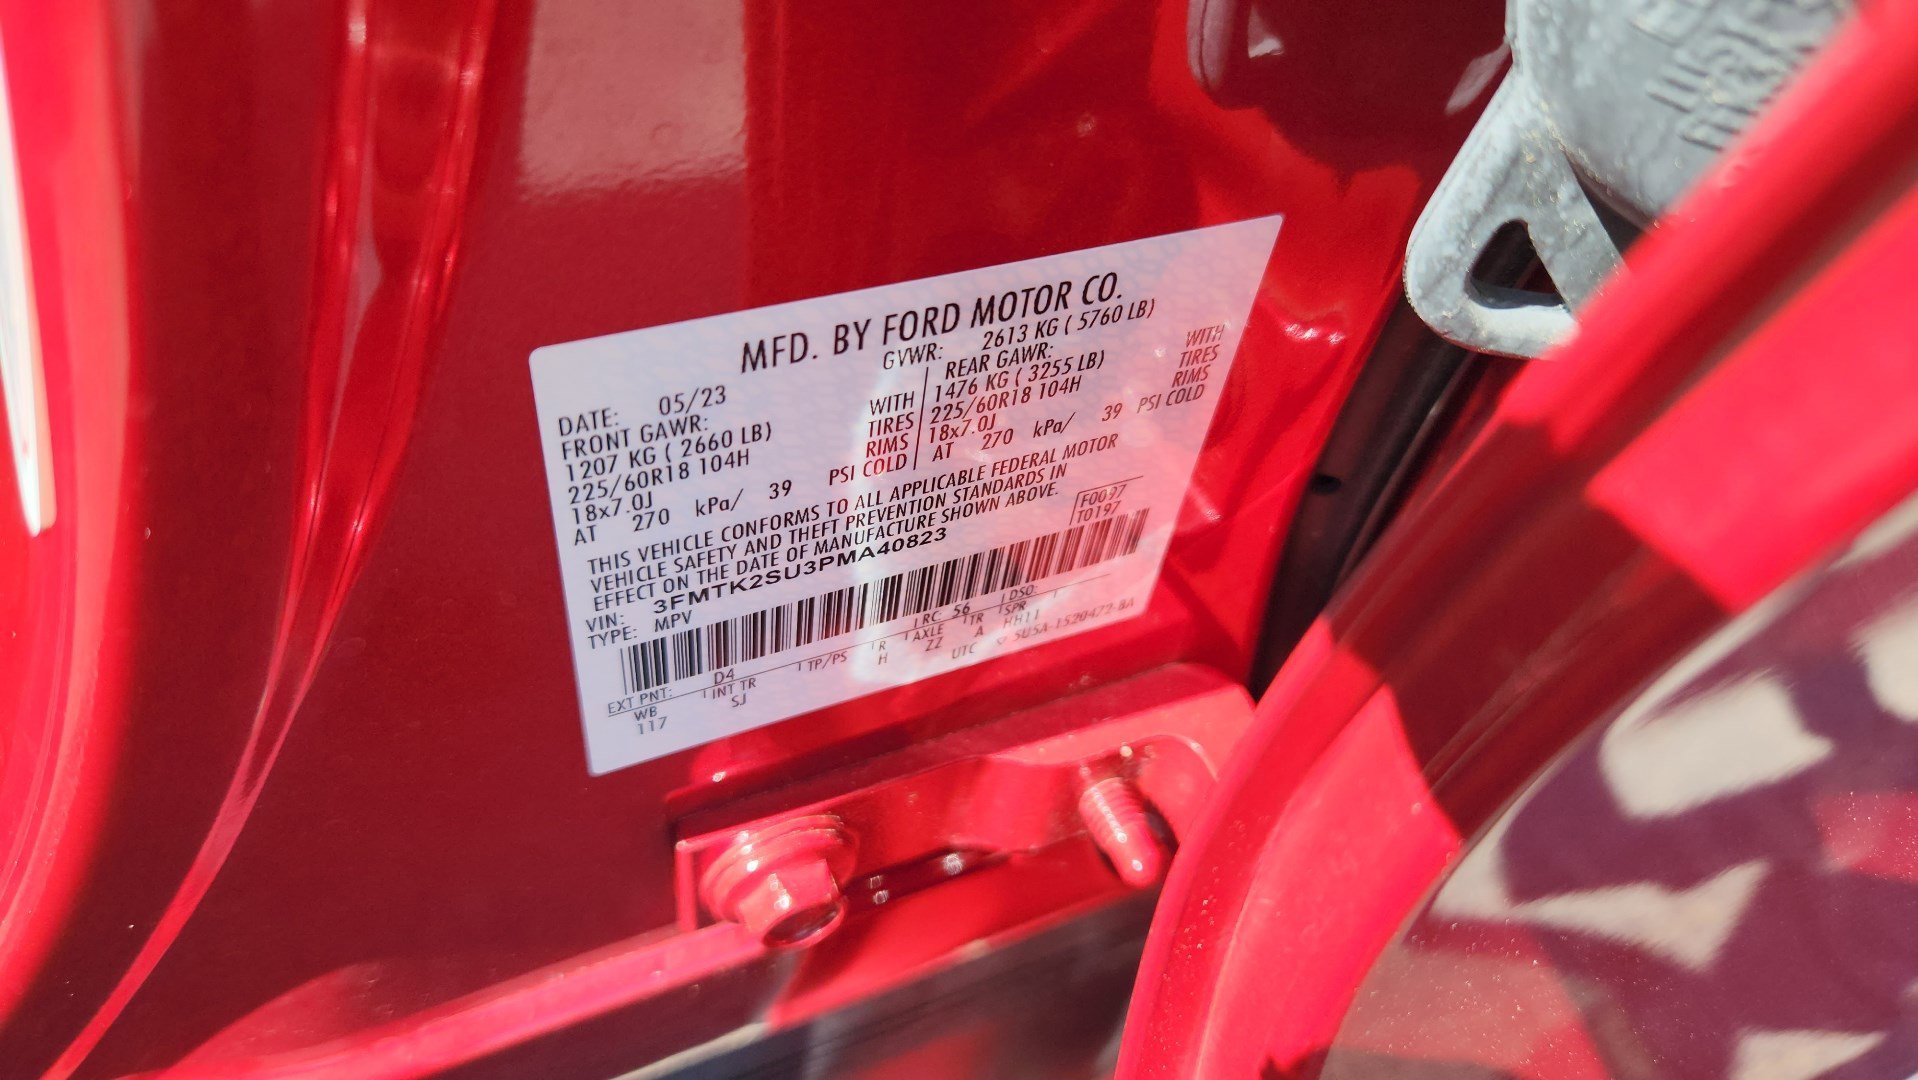 MFD. BY FORD MOTOR CO.
DATE: 05/23 GVWR: 2613 KG ( 5760 LB)
FRONT GAWR: REAR GAWR:
1207 KG ( 2660 LB) WITH 1476 KG ( 3255 LB) WITH
225/60R18 104H TIRES 225/60R18 104H TIRES
18x7.0J RIMS 18x7.0J RIMS
AT 270 kPa/ 39 PSI COLD AT 270 kPa/ 39 PSI COLD
THIS VEHICLE CONFORMS TO ALL APPLICABLE FEDERAL MOTOR
VEHICLE SAFETY AND THEFT PREVENTION STANDARDS IN
EFFECT ON THE DATE OF MANUFACTURE SHOWN ABOVE.
F0097
T0197
VIN: 3FMTK2SU3PMA40823
TYPE: MPV
EXT PNT: D4 RC: 56 DSO:
WB INT TR TP/PS R AXLE TR SPR
117 SJ H ZZ A HH11
UTC 5U5A-1520472-BA